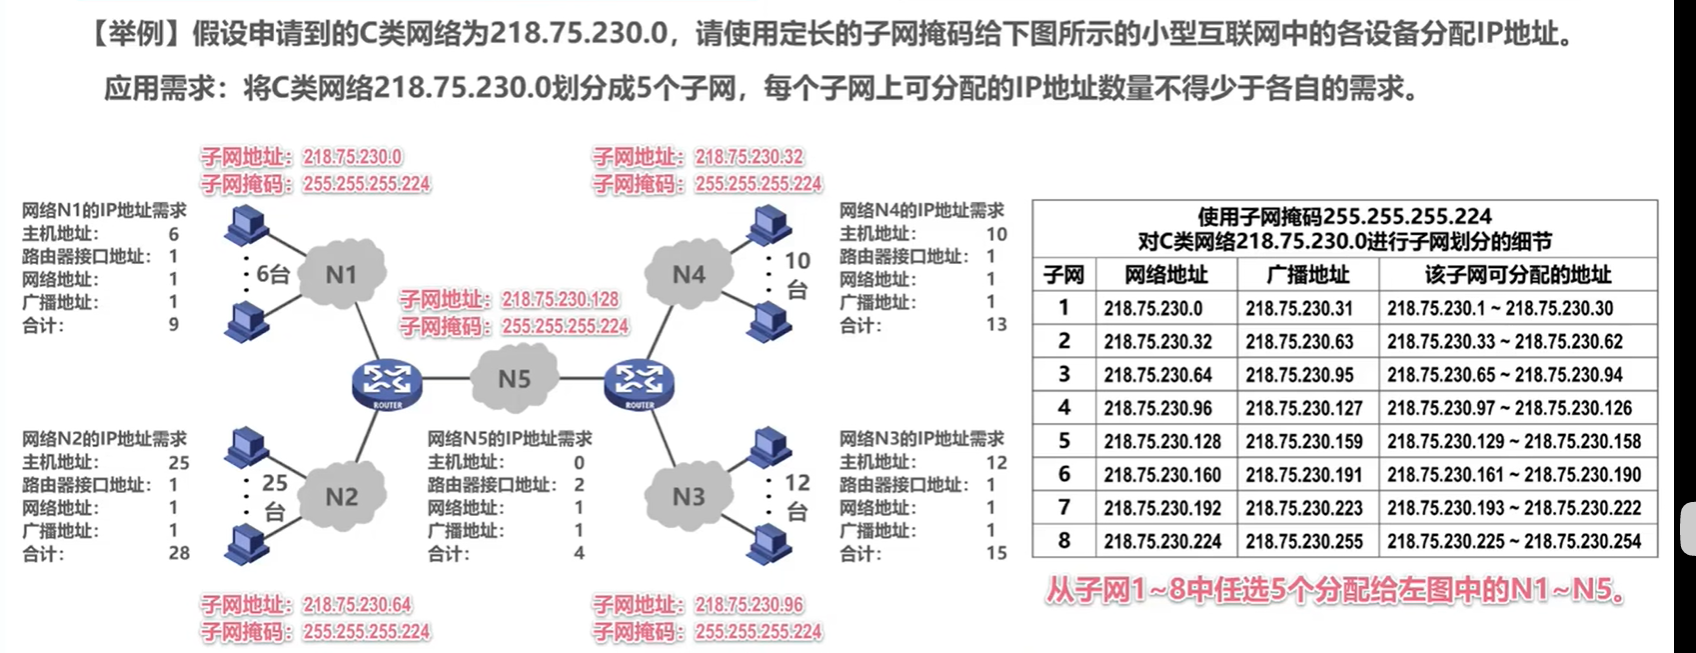 【举例】假设申请到的C类网络为218.75.230.0，请使用定长的子网掩码给下图所示的小型互联网中的各设备分配IP地址。
应用需求：将C类网络218.75.230.0划分成5个子网，每个子网上可分配的IP地址数量不得少于各自的需求。
子网地址：218.75.230.0
子网掩码：255.255.255.224
子网地址：218.75.230.32
子网掩码：255.255.255.224
网络N1的IP地址需求
主机地址： 6
路由器接口地址： 1
网络地址： 1
广播地址： 1
合计： 9
6台
N1
N4
10
台
网络N4的IP地址需求
主机地址： 10
路由器接口地址： 1
网络地址： 1
广播地址： 1
合计： 13
子网地址：218.75.230.128
子网掩码：255.255.255.224
N5
ROUTER
ROUTER
网络N2的IP地址需求
主机地址： 25
路由器接口地址： 1
网络地址： 1
广播地址： 1
合计： 28
25
台
N2
网络N5的IP地址需求
主机地址： 0
路由器接口地址： 2
网络地址： 1
广播地址： 1
合计： 4
N3
12
台
网络N3的IP地址需求
主机地址： 12
路由器接口地址： 1
网络地址： 1
广播地址： 1
合计： 15
子网地址：218.75.230.64
子网掩码：255.255.255.224
子网地址：218.75.230.96
子网掩码：255.255.255.224
使用子网掩码255.255.255.224
对C类网络218.75.230.0进行子网划分的细节
子网 网络地址 广播地址 该子网可分配的地址
1 218.75.230.0 218.75.230.31 218.75.230.1 ~ 218.75.230.30
2 218.75.230.32 218.75.230.63 218.75.230.33 ~ 218.75.230.62
3 218.75.230.64 218.75.230.95 218.75.230.65 ~ 218.75.230.94
4 218.75.230.96 218.75.230.127 218.75.230.97 ~ 218.75.230.126
5 218.75.230.128 218.75.230.159 218.75.230.129 ~ 218.75.230.158
6 218.75.230.160 218.75.230.191 218.75.230.161 ~ 218.75.230.190
7 218.75.230.192 218.75.230.223 218.75.230.193 ~ 218.75.230.222
8 218.75.230.224 218.75.230.255 218.75.230.225 ~ 218.75.230.254
从子网1~8中任选5个分配给左图中的N1~N5。